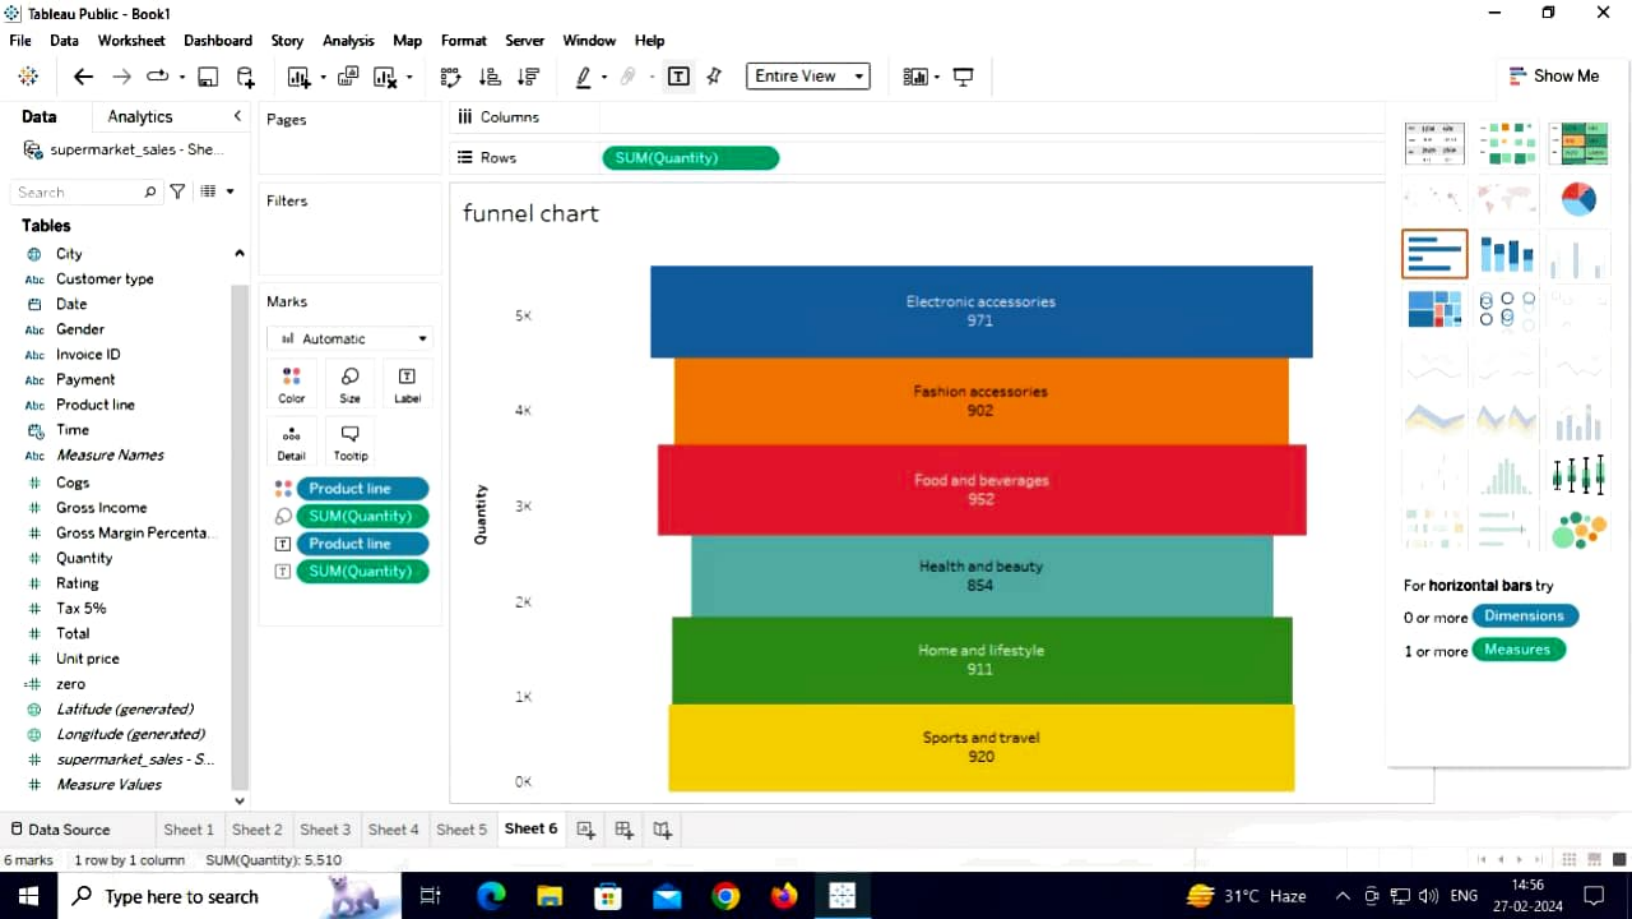 Tableau Public - Book1
File Data Worksheet Dashboard Story Analysis Map Format Server Window Help
Entire View
Show Me
Data Analytics
supermarket_sales - She...
Search
Tables
City
Abc Customer type
Date
Abc Gender
Abc Invoice ID
Abc Payment
Abc Product line
Time
Abc Measure Names
# Cogs
# Gross Income
# Gross Margin Percenta...
# Quantity
# Rating
# Tax 5%
# Total
# Unit price
=# zero
Latitude (generated)
Longitude (generated)
# supermarket_sales - S...
# Measure Values
Pages
Filters
Marks
Automatic
Color Size Label
Detail Tooltip
Product line
SUM(Quantity)
Product line
SUM(Quantity)
Columns
Rows SUM(Quantity)
funnel chart
Quantity
5K
4K
3K
2K
1K
0K
Electronic accessories
971
Fashion accessories
902
Food and beverages
952
Health and beauty
854
Home and lifestyle
911
Sports and travel
920
For horizontal bars try
0 or more Dimensions
1 or more Measures
Data Source Sheet 1 Sheet 2 Sheet 3 Sheet 4 Sheet 5 Sheet 6
6 marks 1 row by 1 column SUM(Quantity): 5,510
Type here to search
31°C Haze
ENG
14:56
27-02-2024